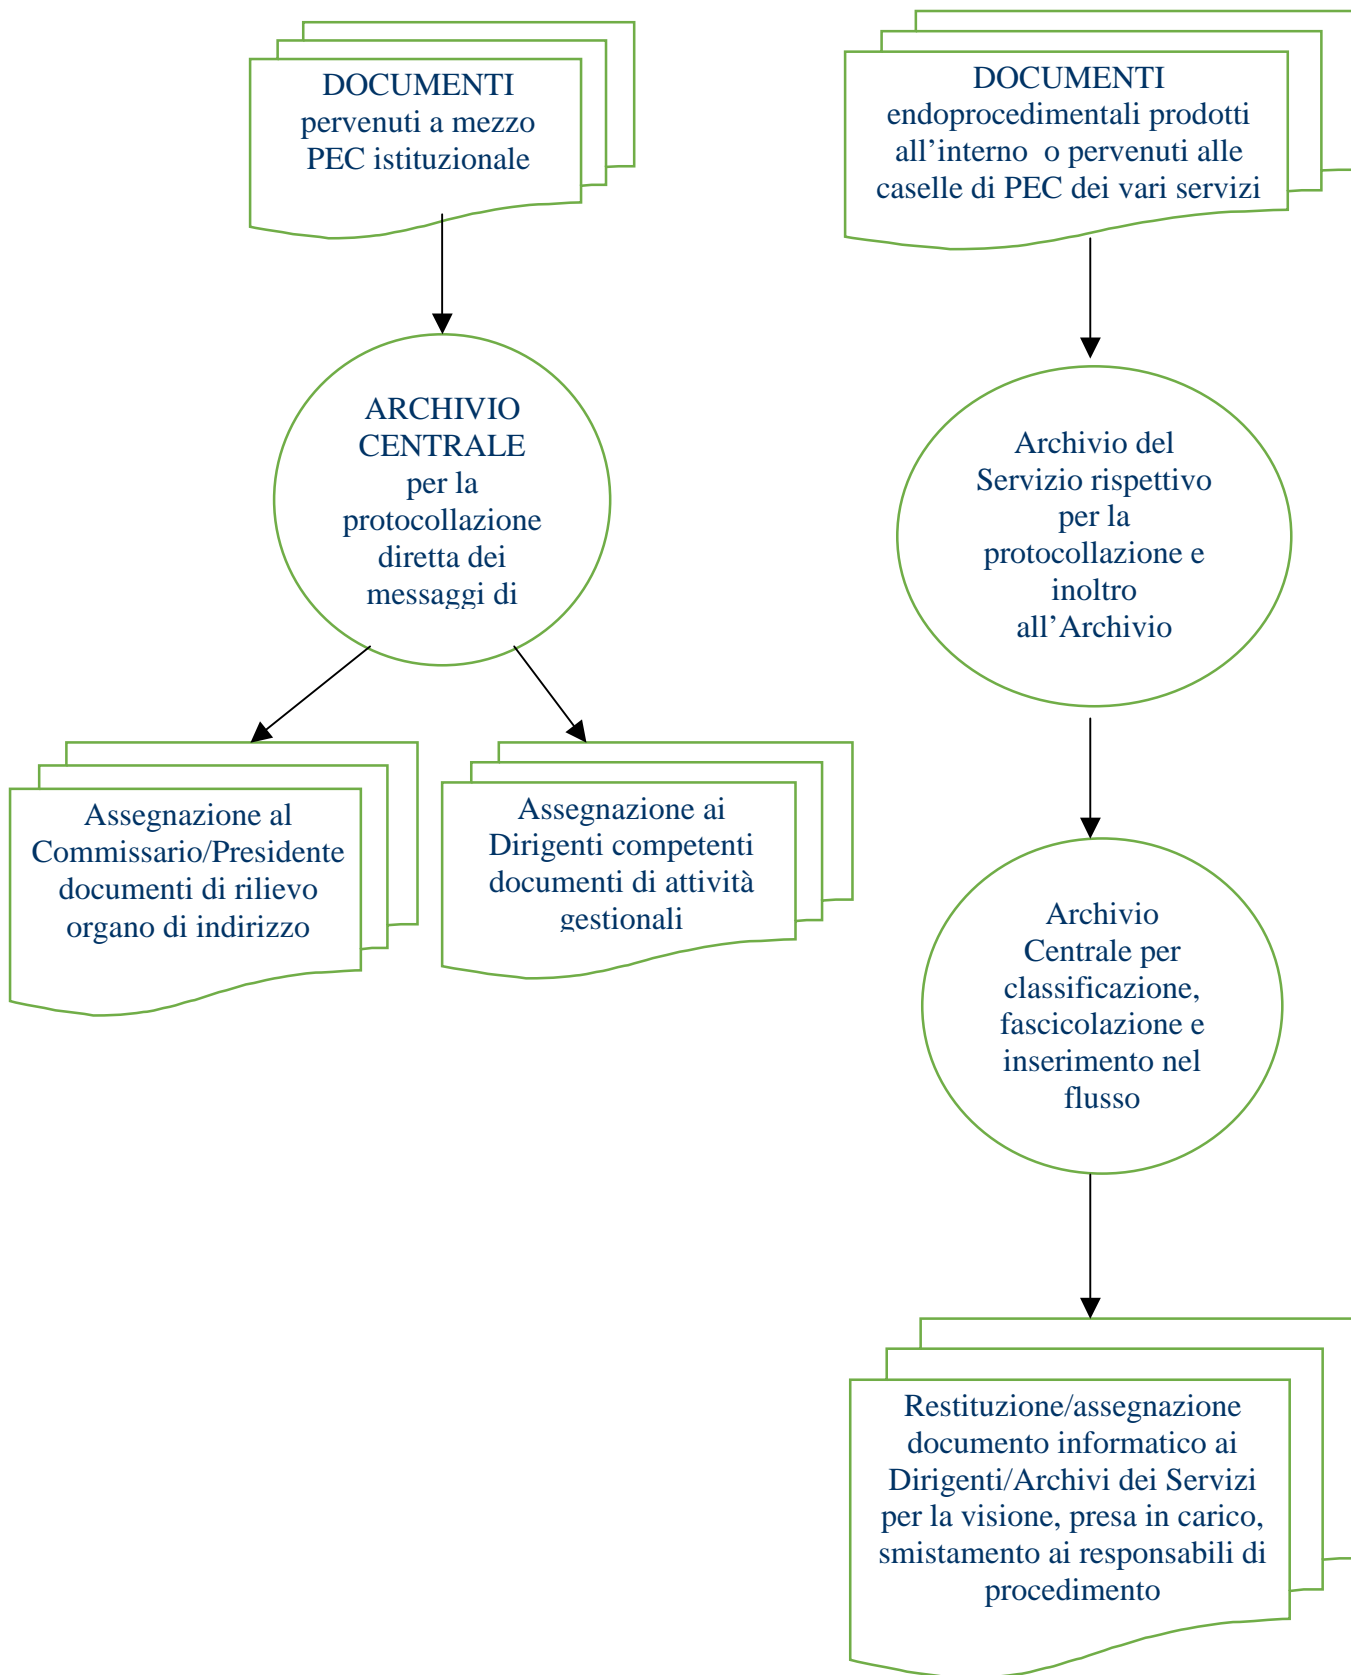 DOCUMENTI
pervenuti a mezzo
PEC istituzionale
ARCHIVIO
CENTRALE
per la
protocollazione
diretta dei
messaggi di
Assegnazione al
Commissario/Presidente
documenti di rilievo
organo di indirizzo
Assegnazione ai
Dirigenti competenti
documenti di attività
gestionali
DOCUMENTI
endoprocedimentali prodotti
all’interno o pervenuti alle
caselle di PEC dei vari servizi
Archivio del
Servizio rispettivo
per la
protocollazione e
inoltro
all’Archivio
Archivio
Centrale per
classificazione,
fascicolazione e
inserimento nel
flusso
Restituzione/assegnazione
documento informatico ai
Dirigenti/Archivi dei Servizi
per la visione, presa in carico,
smistamento ai responsabili di
procedimento